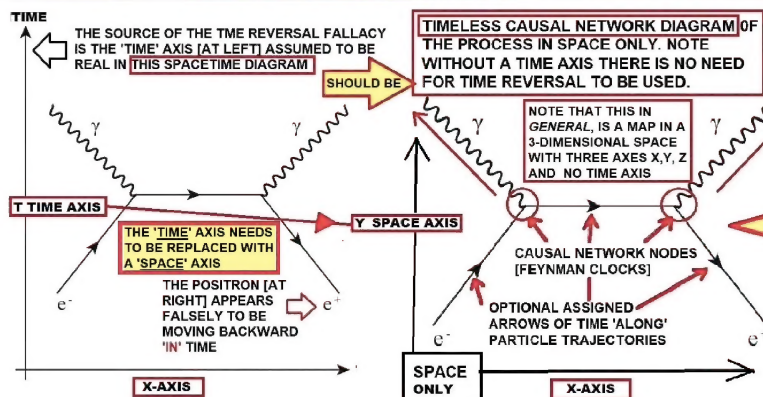 TIME
THE SOURCE OF THE TME REVERSAL FALLACY
IS THE 'TIME' AXIS [AT LEFT] ASSUMED TO BE
REAL IN THIS SPACETIME DIAGRAM
SHOULD BE
γ
γ
T TIME AXIS
THE 'TIME' AXIS NEEDS
TO BE REPLACED WITH
A 'SPACE' AXIS
THE POSITRON [AT
RIGHT] APPEARS
FALSELY TO BE
MOVING BACKWARD
'IN' TIME
e⁻
e⁺
X-AXIS
TIMELESS CAUSAL NETWORK DIAGRAM OF
THE PROCESS IN SPACE ONLY. NOTE
WITHOUT A TIME AXIS THERE IS NO NEED
FOR TIME REVERSAL TO BE USED.
γ
γ
NOTE THAT THIS IN
GENERAL, IS A MAP IN A
3-DIMENSIONAL SPACE
WITH THREE AXES X,Y, Z
AND NO TIME AXIS
Y SPACE AXIS
CAUSAL NETWORK NODES
[FEYNMAN CLOCKS]
OPTIONAL ASSIGNED
ARROWS OF TIME 'ALONG'
PARTICLE TRAJECTORIES
e⁻
e
SPACE
ONLY
X-AXIS